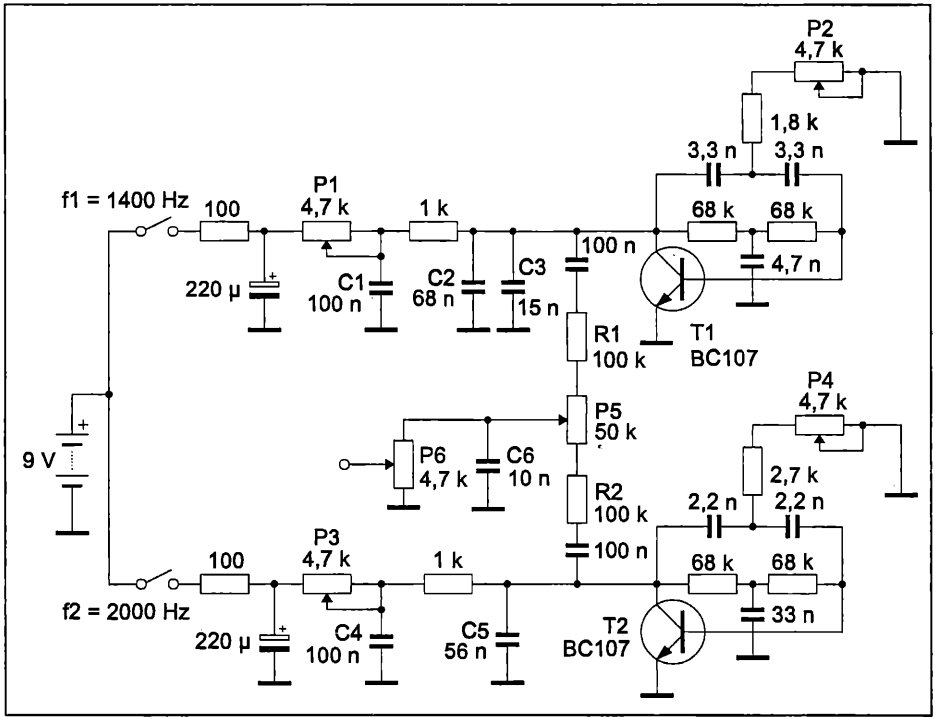 P2
4,7 k
1,8 k
3,3 n
3,3 n
f1 = 1400 Hz
100
P1
4,7 k
1 k
68 k
68 k
100 n
+
220 µ
C1
100 n
C2
68 n
C3
15 n
4,7 n
T1
BC107
R1
100 k
P4
4,7 k
P5
50 k
+
9 V
P6
4,7 k
C6
10 n
2,7 k
R2
100 k
2,2 n
2,2 n
100
P3
4,7 k
1 k
100 n
68 k
68 k
f2 = 2000 Hz
+
220 µ
C4
100 n
C5
56 n
T2
BC107
33 n